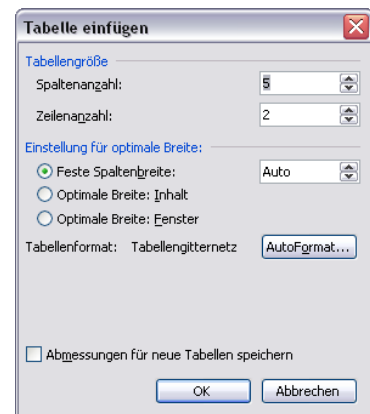 Tabelle einfügen
Tabellengröße
Spaltenanzahl: 5
Zeilenanzahl: 2
Einstellung für optimale Breite:
Feste Spaltenbreite: Auto
Optimale Breite: Inhalt
Optimale Breite: Fenster
Tabellenformat: Tabellengitternetz AutoFormat...
Abmessungen für neue Tabellen speichern
OK Abbrechen